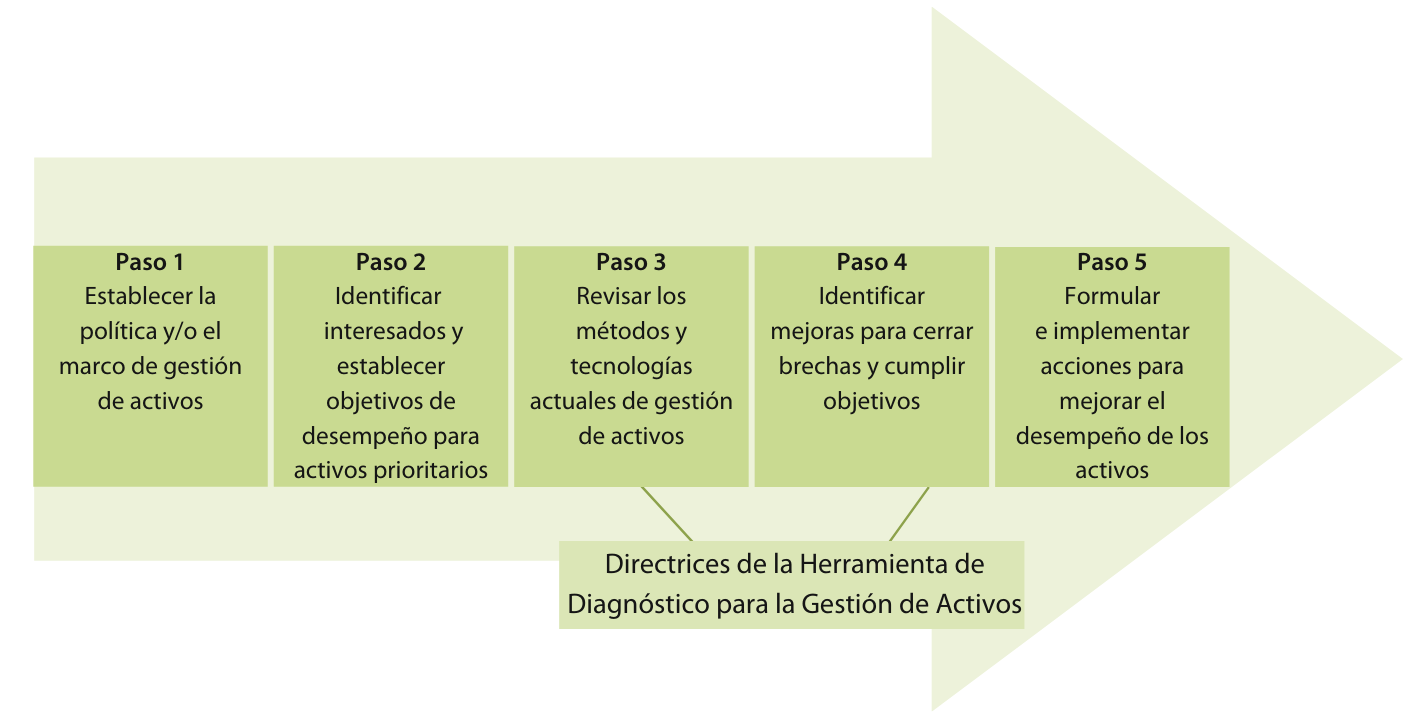 Paso 1
Establecer la
política y/o el
marco de gestión
de activos
Paso 2
Identificar
interesados y
establecer
objetivos de
desempeño para
activos prioritarios
Paso 3
Revisar los
métodos y
tecnologías
actuales de gestión
de activos
Paso 4
Identificar
mejoras para cerrar
brechas y cumplir
objetivos
Paso 5
Formular
e implementar
acciones para
mejorar el
desempeño de los
activos
Directrices de la Herramienta de
Diagnóstico para la Gestión de Activos